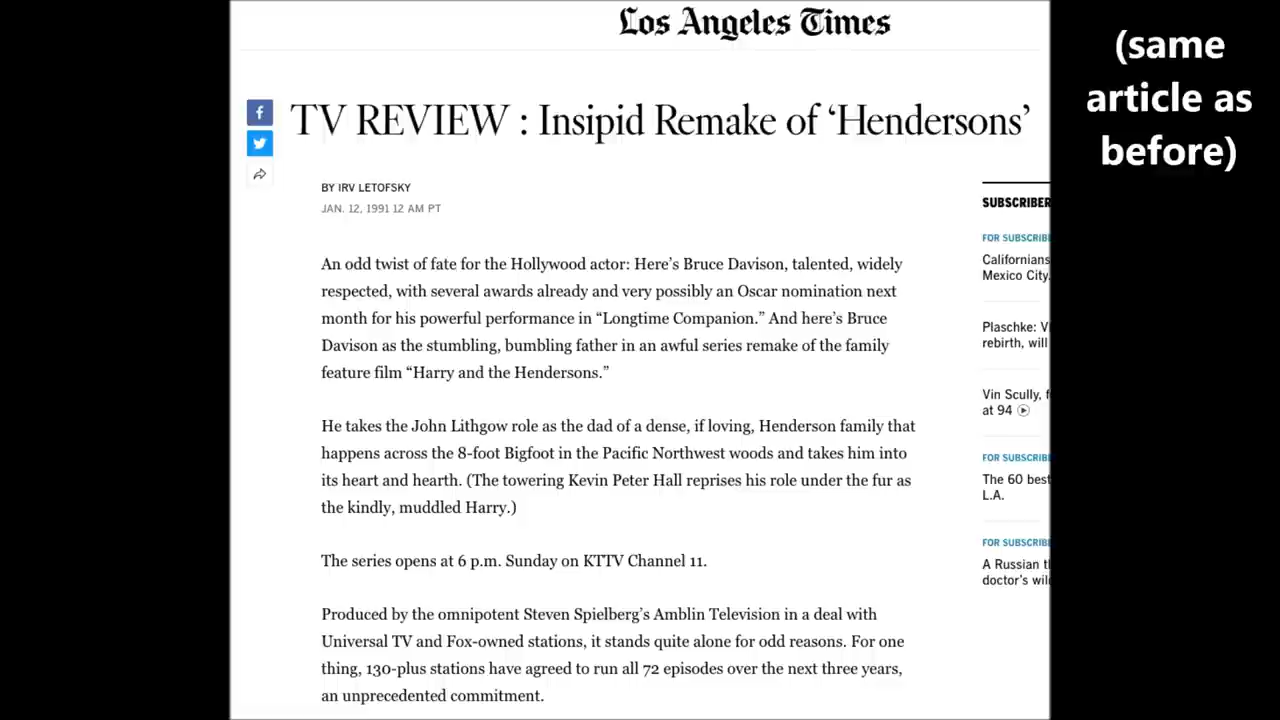 Los Angeles Times
(same
article as
before)
TV REVIEW : Insipid Remake of ‘Hendersons’
BY IRV LETOFSKY
JAN. 12, 1991 12 AM PT
An odd twist of fate for the Hollywood actor: Here’s Bruce Davison, talented, widely
respected, with several awards already and very possibly an Oscar nomination next
month for his powerful performance in “Longtime Companion.” And here’s Bruce
Davison as the stumbling, bumbling father in an awful series remake of the family
feature film “Harry and the Hendersons.”
He takes the John Lithgow role as the dad of a dense, if loving, Henderson family that
happens across the 8-foot Bigfoot in the Pacific Northwest woods and takes him into
its heart and hearth. (The towering Kevin Peter Hall reprises his role under the fur as
the kindly, muddled Harry.)
The series opens at 6 p.m. Sunday on KTTV Channel 11.
Produced by the omnipotent Steven Spielberg’s Amblin Television in a deal with
Universal TV and Fox-owned stations, it stands quite alone for odd reasons. For one
thing, 130-plus stations have agreed to run all 72 episodes over the next three years,
an unprecedented commitment.
SUBSCRIBER
FOR SUBSCRIB
Californians
Mexico City.
Plaschke: V
rebirth, will
Vin Scully, f
at 94
FOR SUBSCRIB
The 60 best
L.A.
FOR SUBSCRIB
A Russian t
doctor’s wil